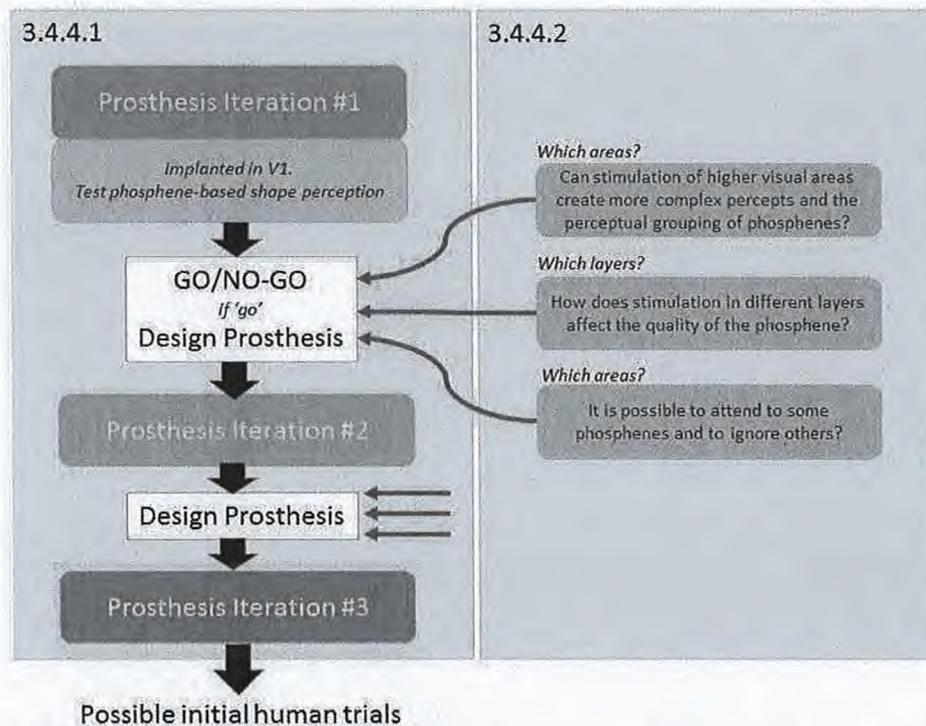 3.4.4.1
Prosthesis Iteration #1
Implanted in V1.
Test phosphene-based shape perception
GO/NO-GO
if 'go'
Design Prosthesis
Prosthesis Iteration #2
Design Prosthesis
Prosthesis Iteration #3
Possible initial human trials
3.4.4.2
Which areas?
Can stimulation of higher visual areas
create more complex percepts and the
perceptual grouping of phosphenes?
Which layers?
How does stimulation in different layers
affect the quality of the phosphene?
Which areas?
It is possible to attend to some
phosphenes and to ignore others?